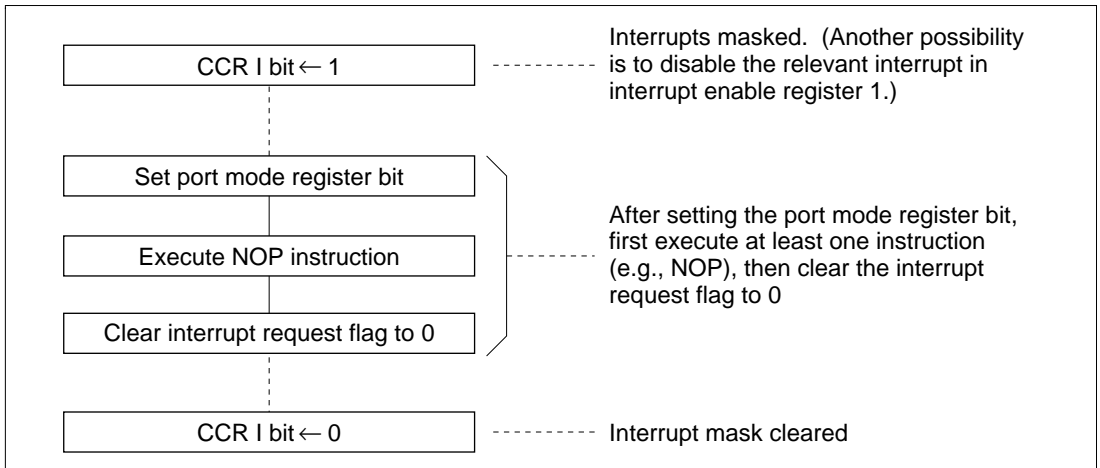 CCR I bit ← 1
Interrupts masked. (Another possibility
is to disable the relevant interrupt in
interrupt enable register 1.)
Set port mode register bit
Execute NOP instruction
Clear interrupt request flag to 0
After setting the port mode register bit,
first execute at least one instruction
(e.g., NOP), then clear the interrupt
request flag to 0
CCR I bit ← 0
Interrupt mask cleared